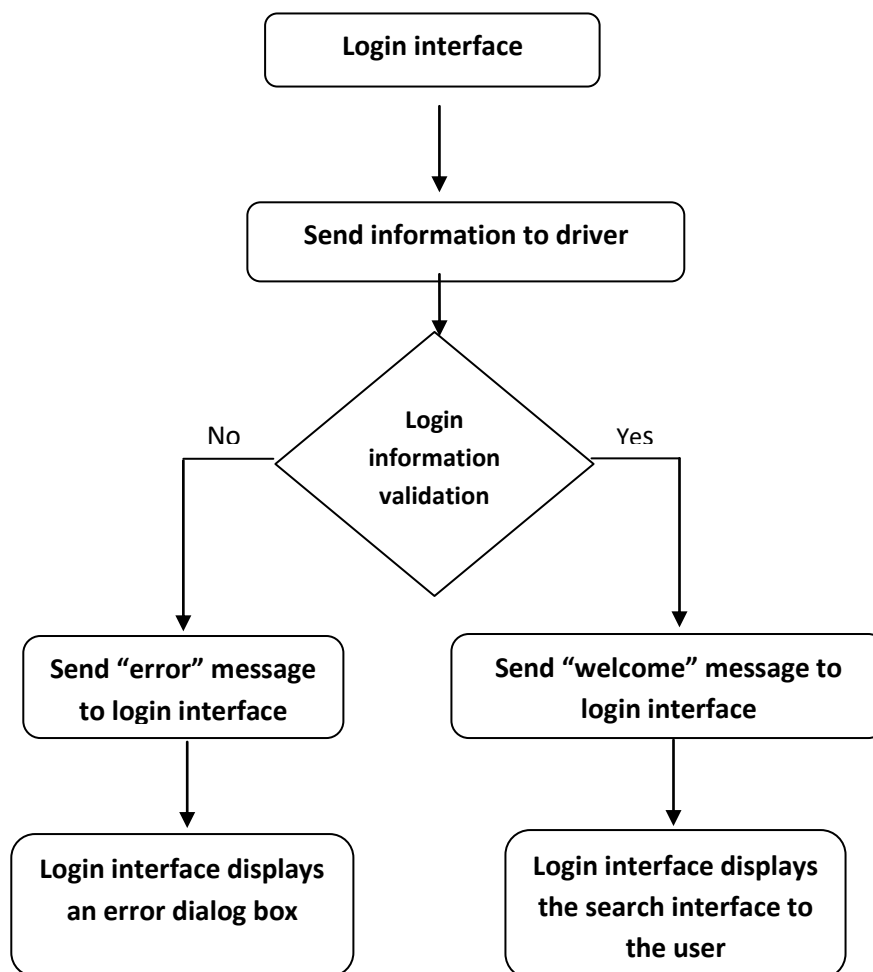 Login interface
Send information to driver
Login
information
validation
No
Yes
Send “error” message
to login interface
Send “welcome” message to
login interface
Login interface displays
an error dialog box
Login interface displays
the search interface to
the user